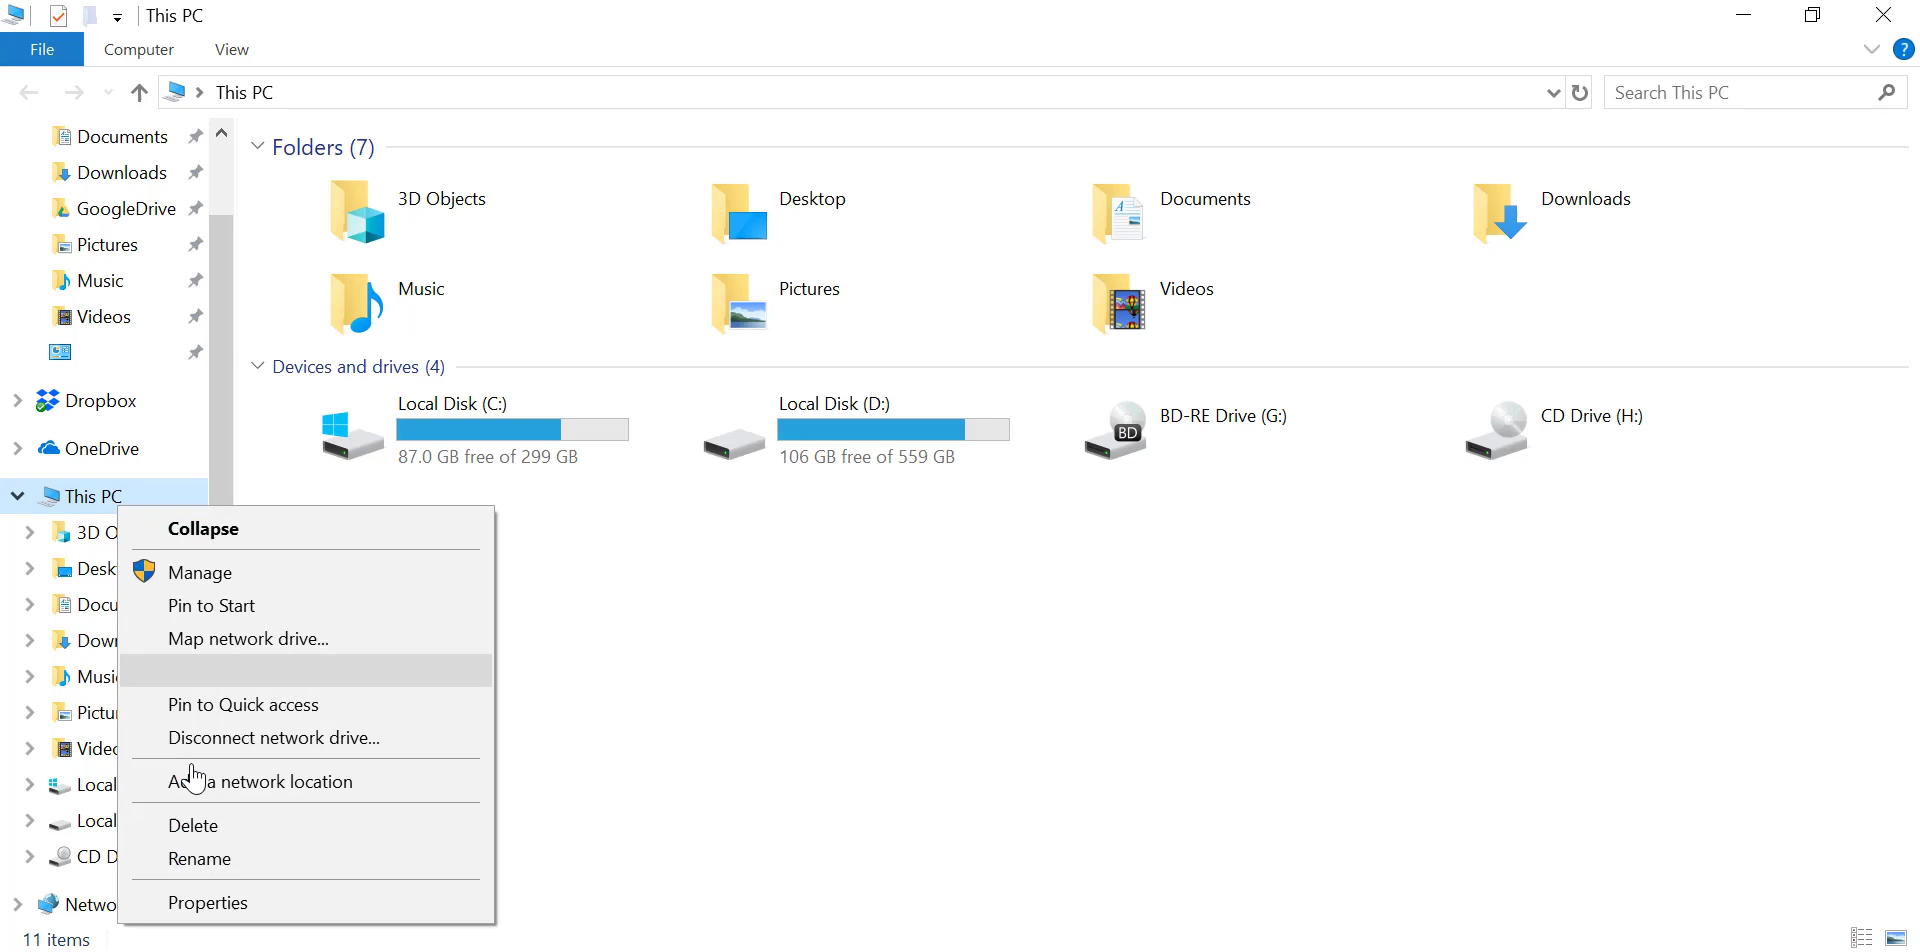 This PC
File
Computer
View
This PC
Search This PC
Documents
Downloads
GoogleDrive
Pictures
Music
Videos
Dropbox
OneDrive
This PC
3D O
Desk
Docu
Down
Musi
Pictu
Vide
Local
Local
CD D
Netwo
Folders (7)
3D Objects
Desktop
Documents
Downloads
Music
Pictures
Videos
Devices and drives (4)
Local Disk (C:)
87.0 GB free of 299 GB
Local Disk (D:)
106 GB free of 559 GB
BD
BD-RE Drive (G:)
CD Drive (H:)
Collapse
Manage
Pin to Start
Map network drive...
Pin to Quick access
Disconnect network drive...
Add a network location
Delete
Rename
Properties
11 items